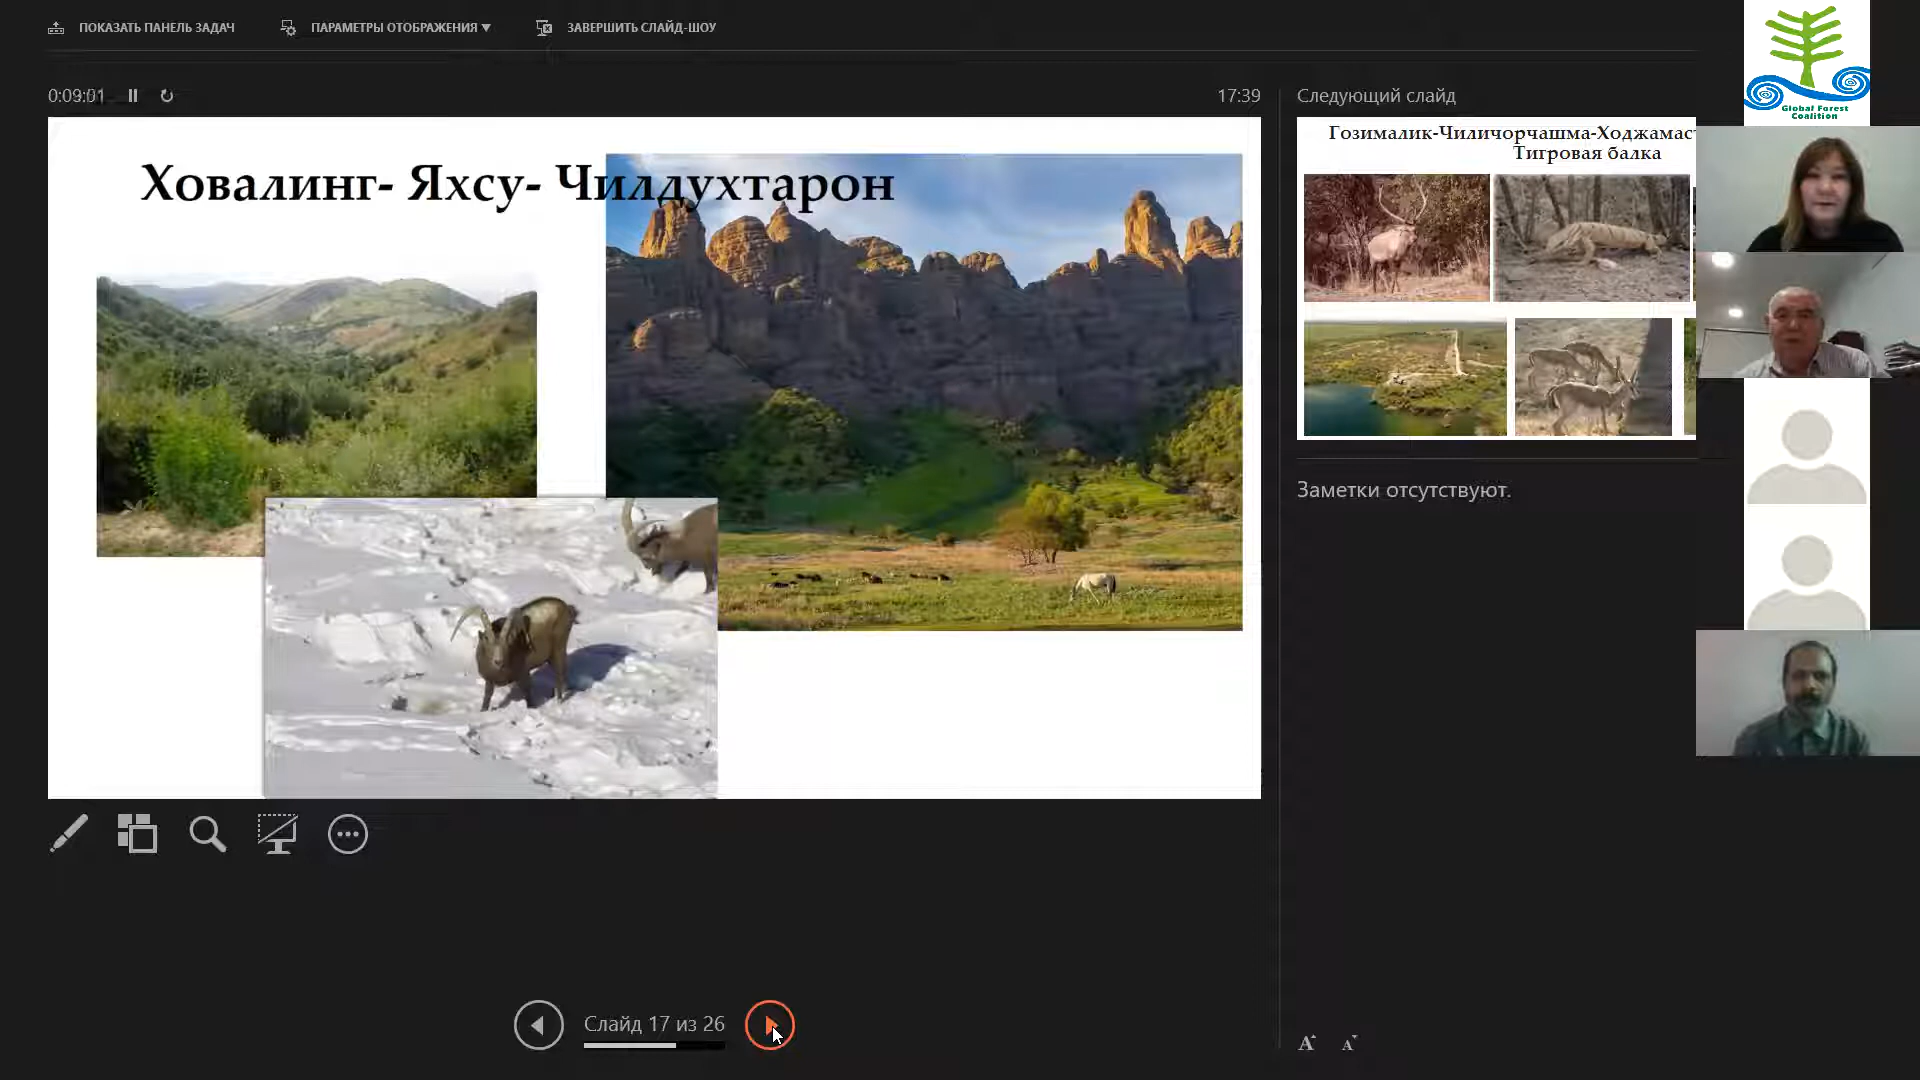 ПОКАЗАТЬ ПАНЕЛЬ ЗАДАЧ
ПАРАМЕТРЫ ОТОБРАЖЕНИЯ ▼
ЗАВЕРШИТЬ СЛАЙД-ШОУ
0:09:01
17:39
Следующий слайд
Ховалинг- Яхсу- Чилдухтарон
Гозималик-Чиличорчашма-Ходжамаст
Тигровая балка
Заметки отсутствуют.
Слайд 17 из 26
A A
Global Forest
Coalition